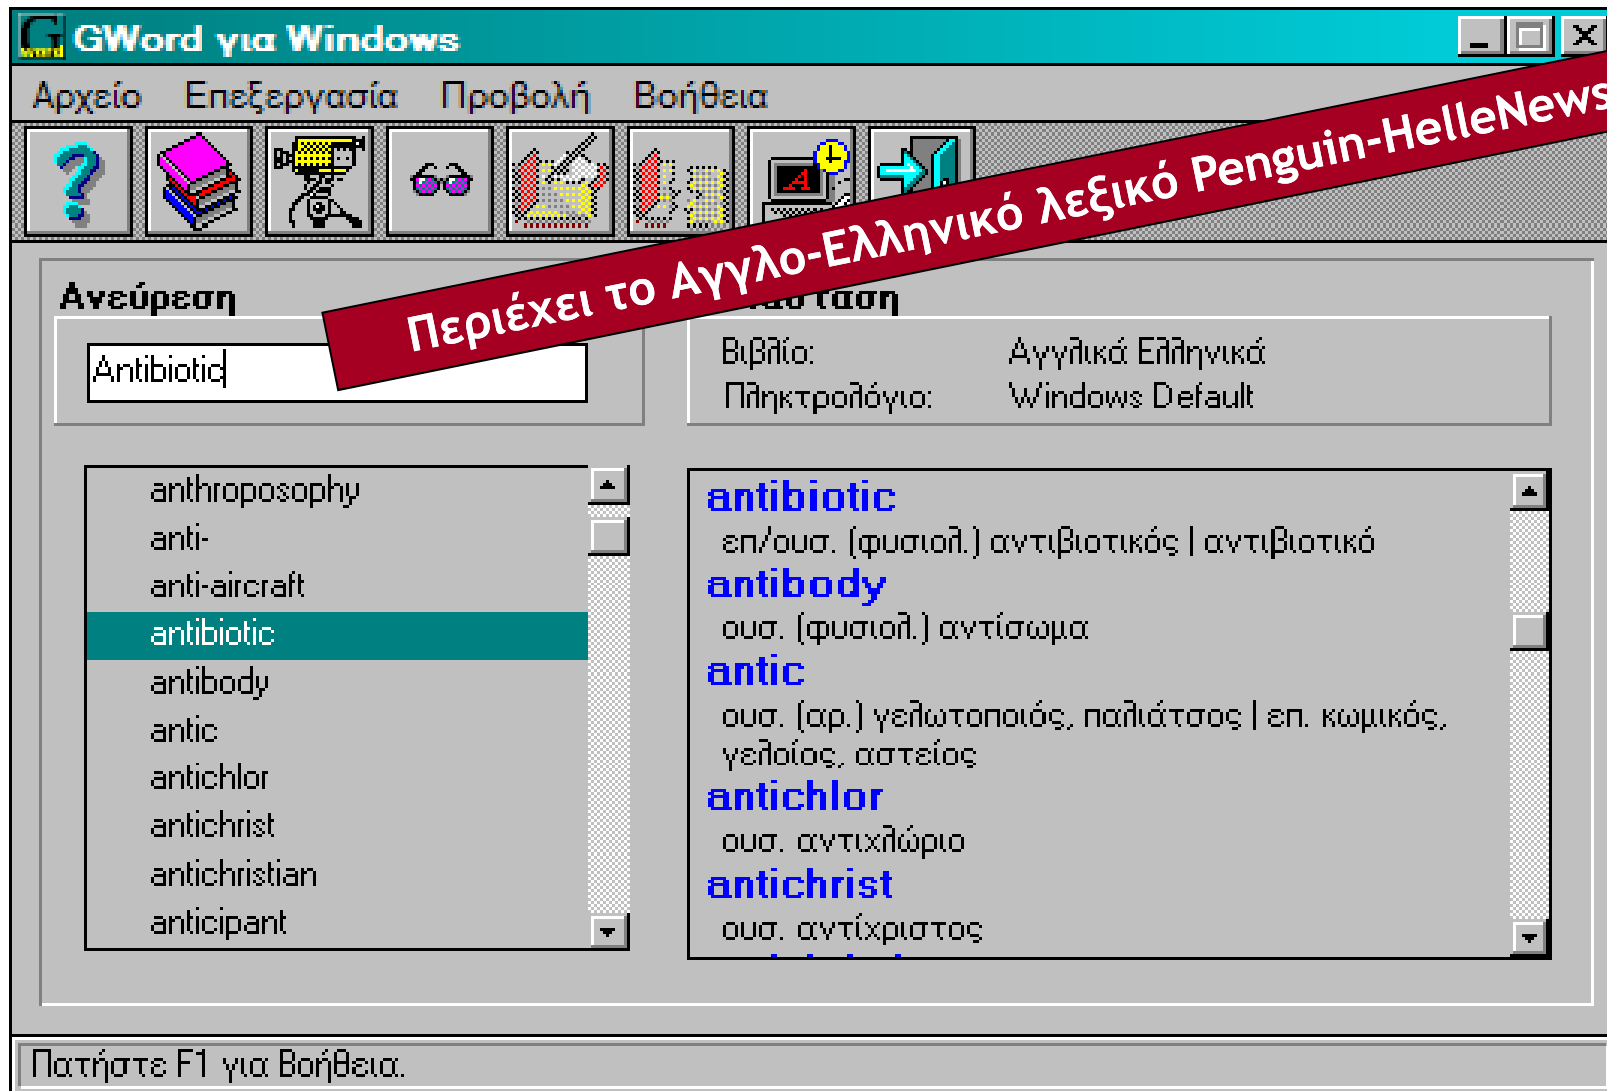 GWord για Windows
Αρχείο Επεξεργασία Προβολή Βοήθεια
Περιέχει το Αγγλο-Ελληνικό λεξικό Penguin-HelleNews
Ανεύρεση
Antibiotic
Βιβλίο: Αγγλικά Ελληνικά
Πληκτρολόγιο: Windows Default
anthroposophy
anti-
anti-aircraft
antibiotic
antibody
antic
antichlor
antichrist
antichristian
anticipant
antibiotic
επ/ουσ. (φυσιολ.) αντιβιοτικός | αντιβιοτικό
antibody
ουσ. (φυσιολ.) αντίσωμα
antic
ουσ. (αρ.) γελωτοποιός, παλιάτσος | επ. κωμικός,
γελοίος, αστείος
antichlor
ουσ. αντιχλώριο
antichrist
ουσ. αντίχριστος
Πατήστε F1 για Βοήθεια.